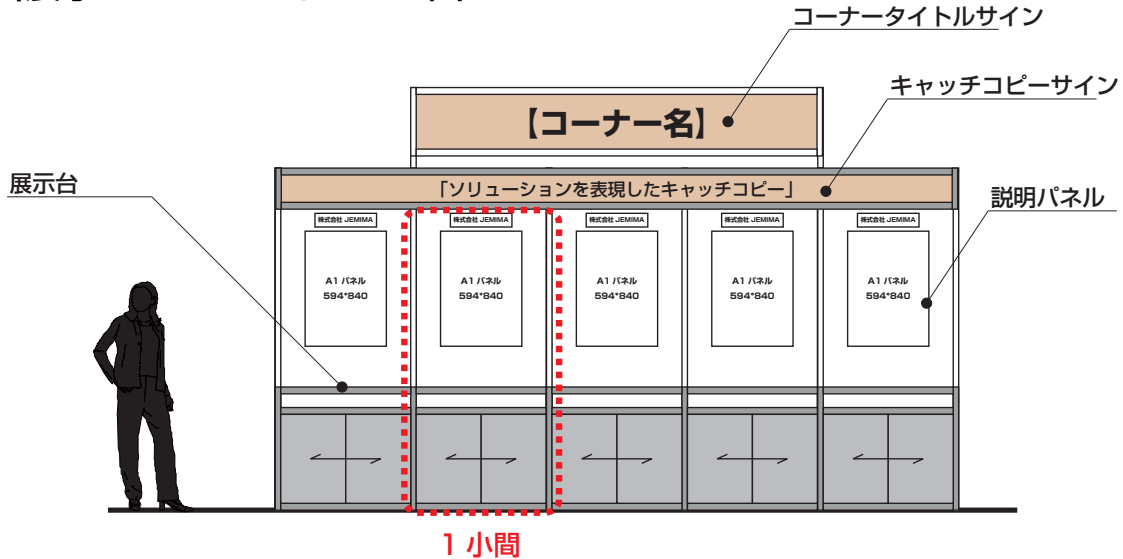 コーナータイトルサイン
キャッチコピーサイン
【コーナー名】
展示台
「ソリューションを表現したキャッチコピー」
説明パネル
株式会社 JEMIMA
株式会社 JEMIMA
株式会社 JEMIMA
株式会社 JEMIMA
株式会社 JEMIMA
A1 パネル
594*840
A1 パネル
594*840
A1 パネル
594*840
A1 パネル
594*840
A1 パネル
594*840
1 小間